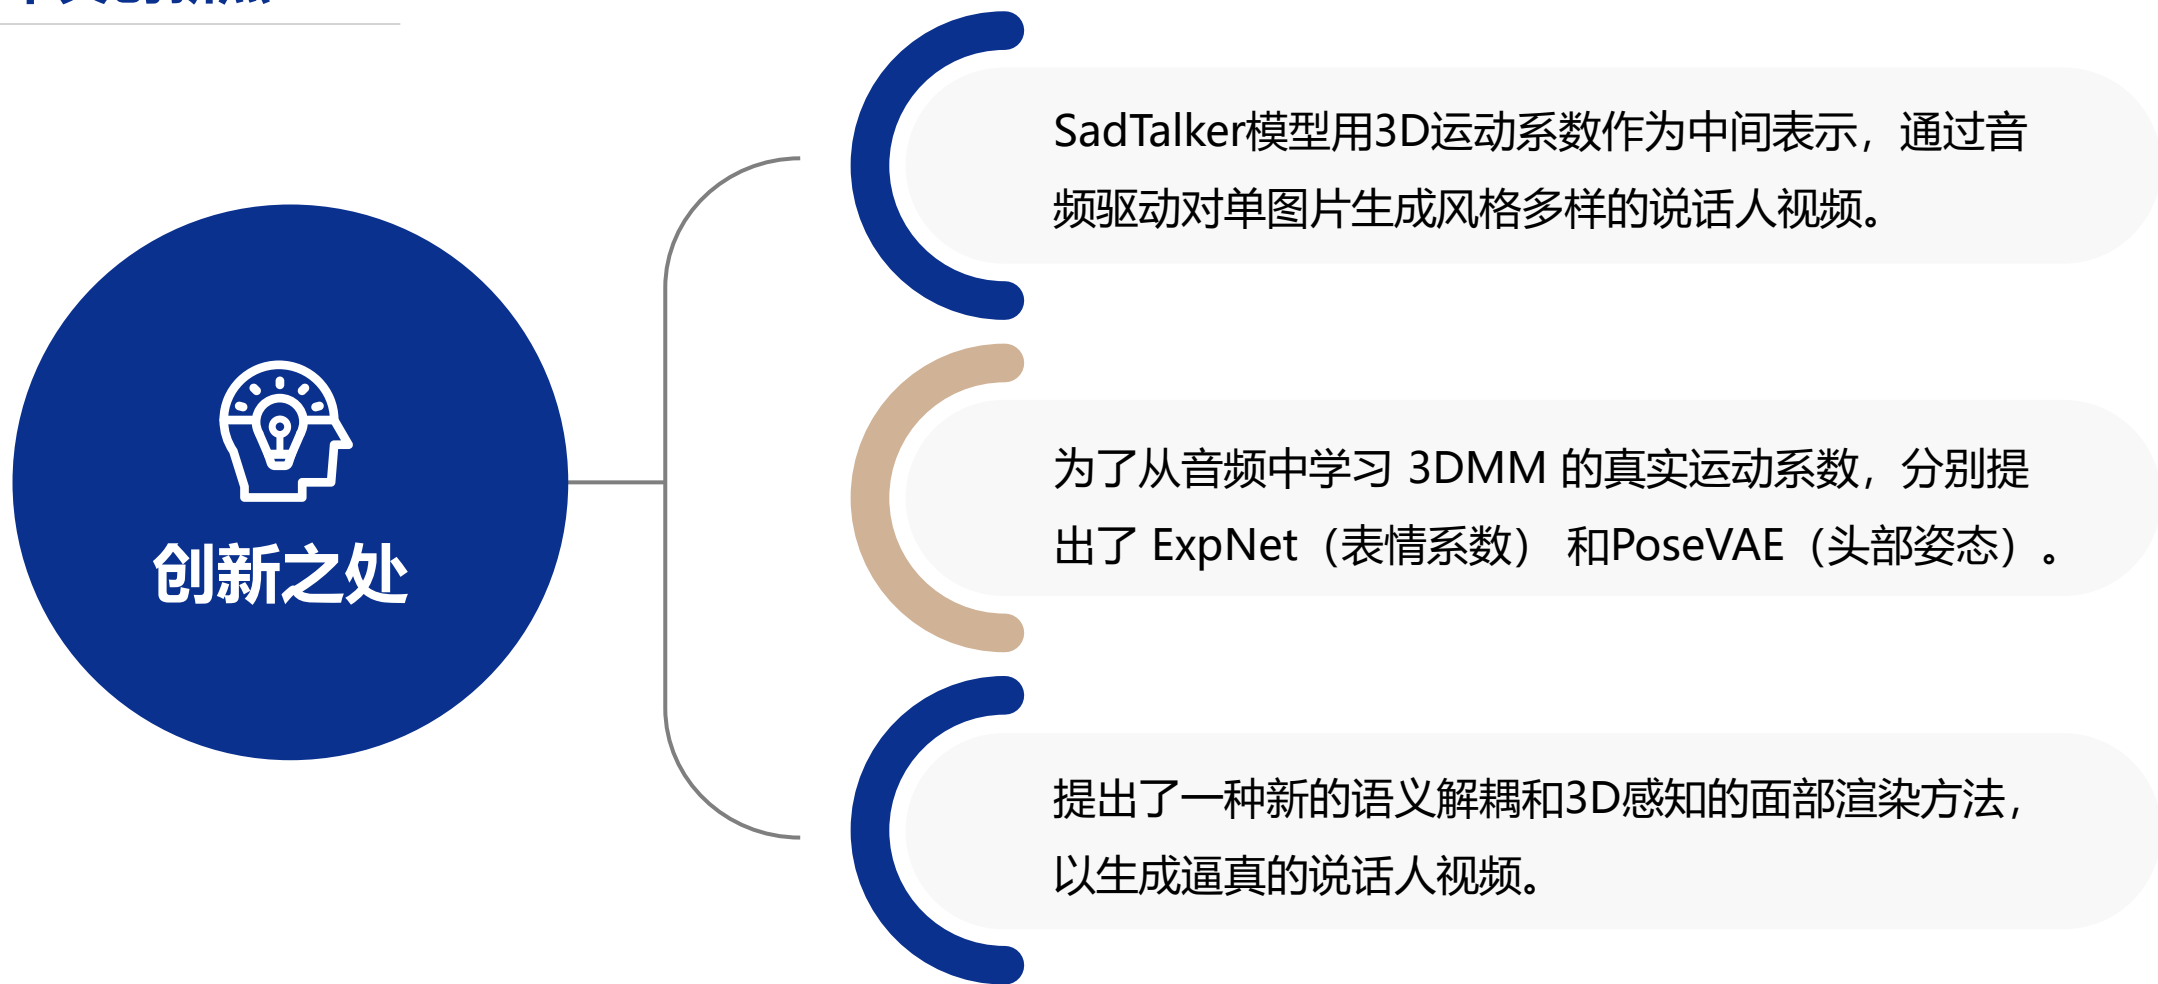 创新之处
SadTalker模型用3D运动系数作为中间表示，通过音
频驱动对单图片生成风格多样的说话人视频。
为了从音频中学习 3DMM 的真实运动系数，分别提
出了 ExpNet（表情系数） 和PoseVAE（头部姿态）。
提出了一种新的语义解耦和3D感知的面部渲染方法，
以生成逼真的说话人视频。